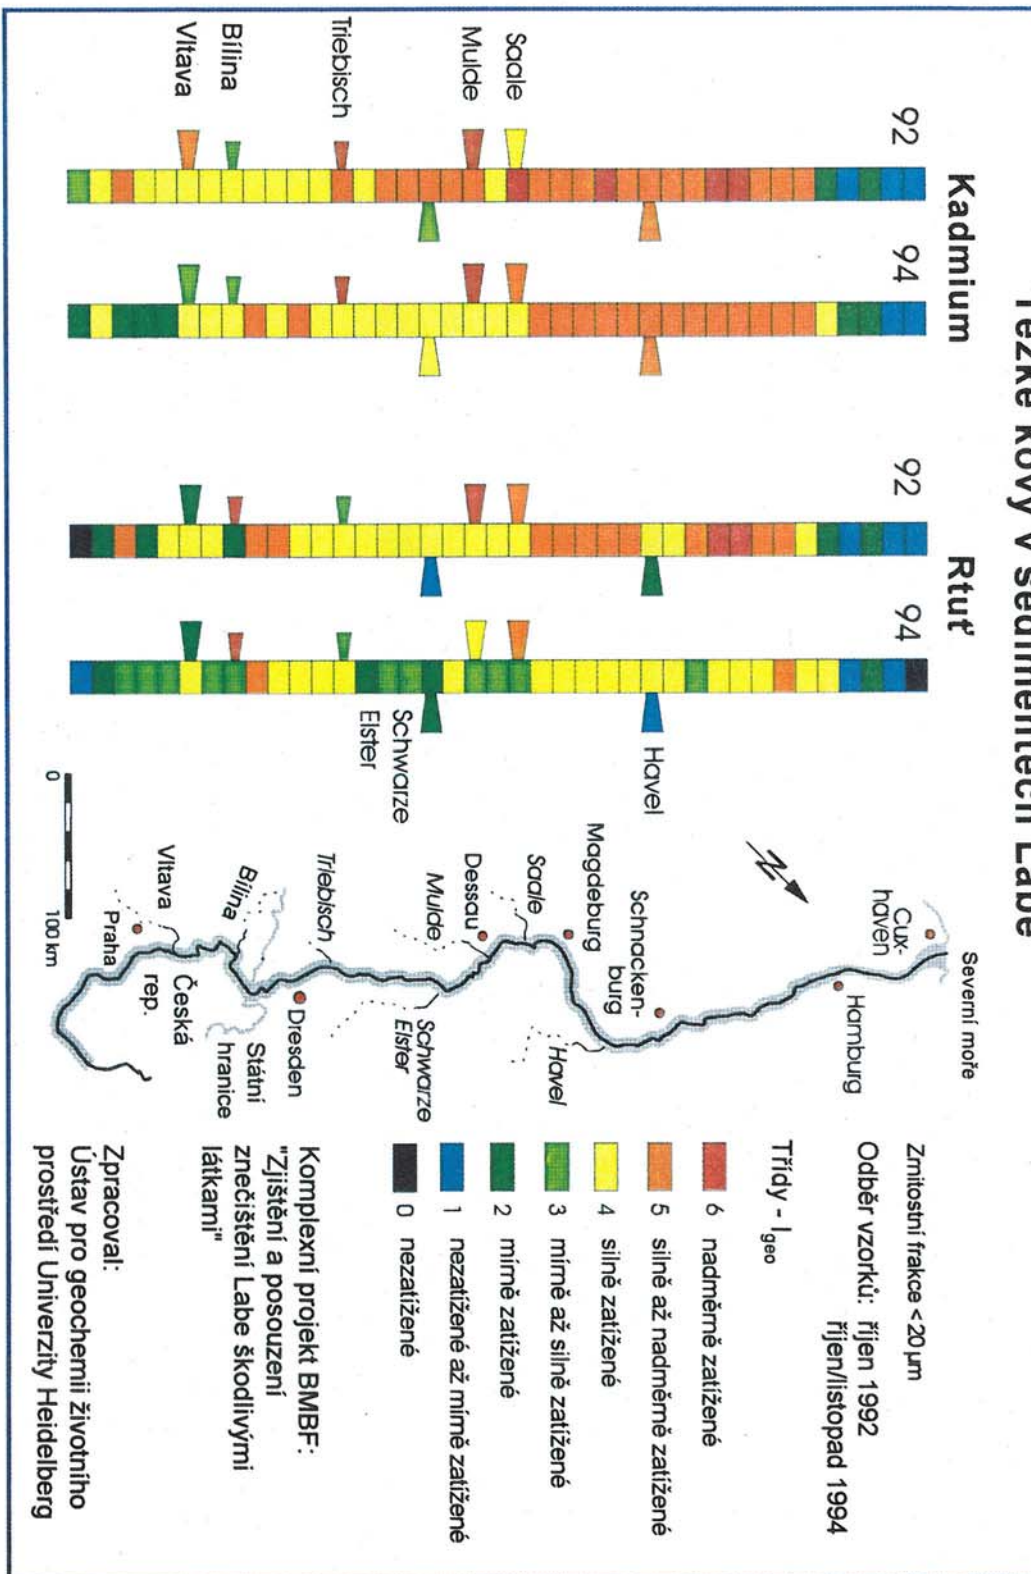 Těžké kovy v sedimentech Labe
Kadmium
92
94
Rtuť
92
94
Saale
Mulde
Triebisch
Bílina
Vltava
Havel
Schwarze
Elster
0
100 km
N
Severní moře
Cux-
haven
Hamburg
Schnacken-
burg
Magdeburg
Havel
Saale
Dessau
Mulde
Schwarze
Elster
Triebisch
Dresden
Bílina
Státní
hranice
Vltava
Česká
rep.
Praha
Zrnitostní frakce <20 µm
Odběr vzorků: říjen 1992
říjen/listopad 1994
Třídy - Igeo
6 nadměrně zatížené
5 silně až nadměrně zatížené
4 silně zatížené
3 mírně až silně zatížené
2 mírně zatížené
1 nezatížené až mírně zatížené
0 nezatížené
Komplexní projekt BMBF:
"Zjištění a posouzení
znečištění Labe škodlivými
látkami"
Zpracoval:
Ústav pro geochemii životního
prostředí Univerzity Heidelberg